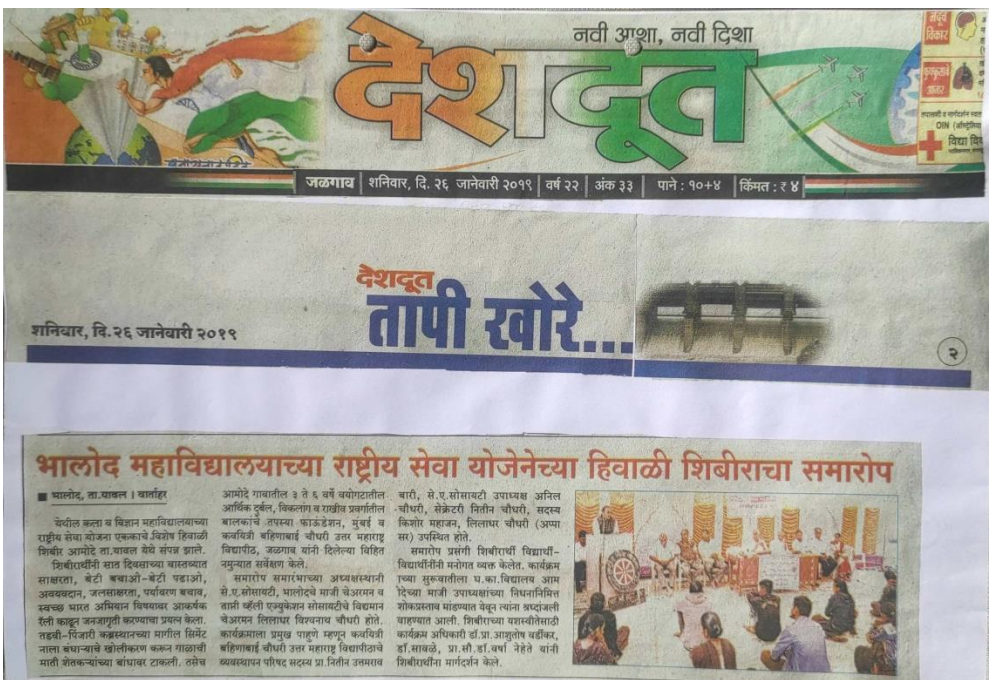 नवी आशा, नवी दिशा
देशदूत
जळगाव | शनिवार, दि. २६ जानेवारी २०१९ | वर्ष २२ | अंक ३३ | पाने : १०+४ | किंमत : ₹ ४
विकार
आजार
विद्या
देशदूत
तापी खोरे...
शनिवार, दि.२६ जानेवारी २०१९
२
भालोद महाविद्यालयाच्या राष्ट्रीय सेवा योजेनेच्या हिवाळी शिबीराचा समारोप
■ भालोद, ता.यावल । वार्ताहर
येथील कला व विज्ञान महाविद्यालयाच्या
राष्ट्रीय सेवा योजना एककाचे विशेष हिवाळी
शिबीर आमोदे ता.यावल येथे संपन्न झाले.
शिबीरार्थींनी सात दिवसाच्या वास्तव्यात
साक्षरता, बेटी बचाओ-बेटी पढाओ,
अवयवदान, जलसाक्षरता, पर्यावरण बचाव,
स्वच्छ भारत अभियान विषयावर आकर्षक
रॅली काढून जनजागृती करण्याचा प्रयत्न केला.
तडवी-पिंजारी कब्रस्थानच्या मागील सिमेंट
नाला बंधाऱ्याचे खोलीकरण करून गाळाची
माती शेतकऱ्यांच्या बांधावर टाकली. तसेच
आमोदे गावातील ३ ते ६ वर्षे वयोगटातील
आर्थिक दुर्बल, विकलांग व राखीव प्रवर्गातील
बालकांचे तपस्या फाऊंडेशन, मुंबई व
कवयित्री बहिणाबाई चौधरी उत्तर महाराष्ट्र
विद्यापीठ, जळगाव यांनी दिलेल्या विहित
नमुन्यात सर्वेक्षण केले.
समारोप समारंभाच्या अध्यक्षस्थानी
से.ए.सोसायटी, भालोदचे माजी चेअरमन व
तापी व्हॅली एज्युकेशन सोसायटीचे विद्यमान
चेअरमन लिलाधर विश्वनाथ चौधरी होते.
कार्यक्रमाला प्रमुख पाहुणे म्हणून कवयित्री
बहिणाबाई चौधरी उत्तर महाराष्ट्र विद्यापीठाचे
व्यवस्थापन परिषद सदस्य प्रा.नितीन उत्तमराव
बारी, से.ए.सोसायटी उपाध्यक्ष अनिल
चौधरी, सेक्रेटरी नितीन चौधरी, सदस्य
किशोर महाजन, लिलाधर चौधरी (अप्पा
सर) उपस्थित होते.
समारोप प्रसंगी शिबीरार्थी विद्यार्थी-
विद्यार्थीनींनी मनोगत व्यक्त केलेत. कार्यक्रमा
च्या सुरूवातीला घ.का.विद्यालय आमो
देच्या माजी उपाध्यक्षांच्या निधनानिमित्त
शोकप्रस्ताव मांडण्यात येवून त्यांना श्रध्दांजली
वाहण्यात आली. शिबीराच्या यशस्वीतेसाठी
कार्यक्रम अधिकारी डॉ.प्रा.आशुतोष वर्डीकर,
डॉ.सावळे, प्रा.सौ.डॉ.वर्षा नेहेते यांनी
शिबीरार्थींना मार्गदर्शन केले.